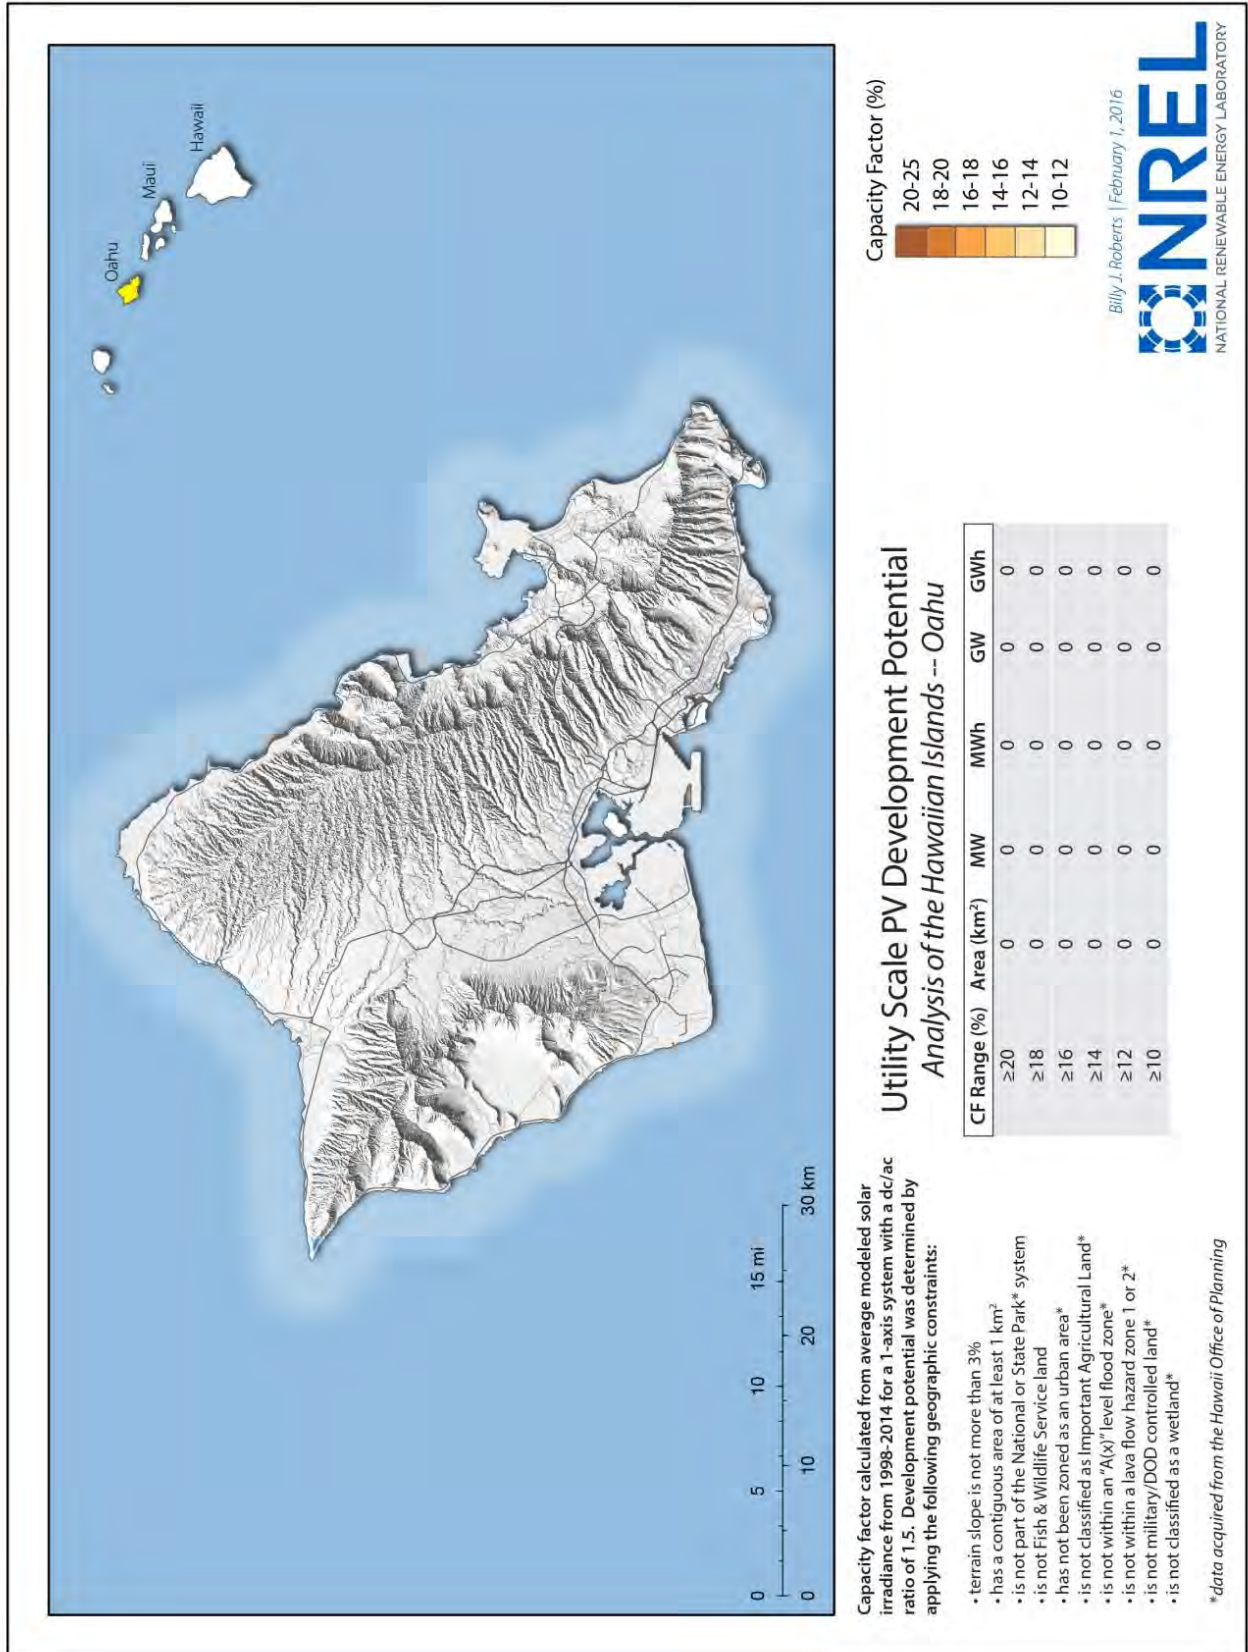 Oahu
Maui
Hawaii
0 5 10 15 mi
0 10 20 30 km
Capacity factor calculated from average modeled solar
irradiance from 1998-2014 for a 1-axis system with a dc/ac
ratio of 1.5. Development potential was determined by
applying the following geographic constraints:
• terrain slope is not more than 3%
• has a contiguous area of at least 1 km²
• is not part of the National or State Park* system
• is not Fish & Wildlife Service land
• has not been zoned as an urban area*
• is not classified as Important Agricultural Land*
• is not within an "A(x)" level flood zone*
• is not within a lava flow hazard zone 1 or 2*
• is not military/DOD controlled land*
• is not classified as a wetland*
*data acquired from the Hawaii Office of Planning
Utility Scale PV Development Potential
Analysis of the Hawaiian Islands -- Oahu
CF Range (%) Area (km²) MW MWh GW GWh
≥20 0 0 0 0 0
≥18 0 0 0 0 0
≥16 0 0 0 0 0
≥14 0 0 0 0 0
≥12 0 0 0 0 0
≥10 0 0 0 0 0
Capacity Factor (%)
20-25
18-20
16-18
14-16
12-14
10-12
Billy J. Roberts | February 1, 2016
NREL
NATIONAL RENEWABLE ENERGY LABORATORY